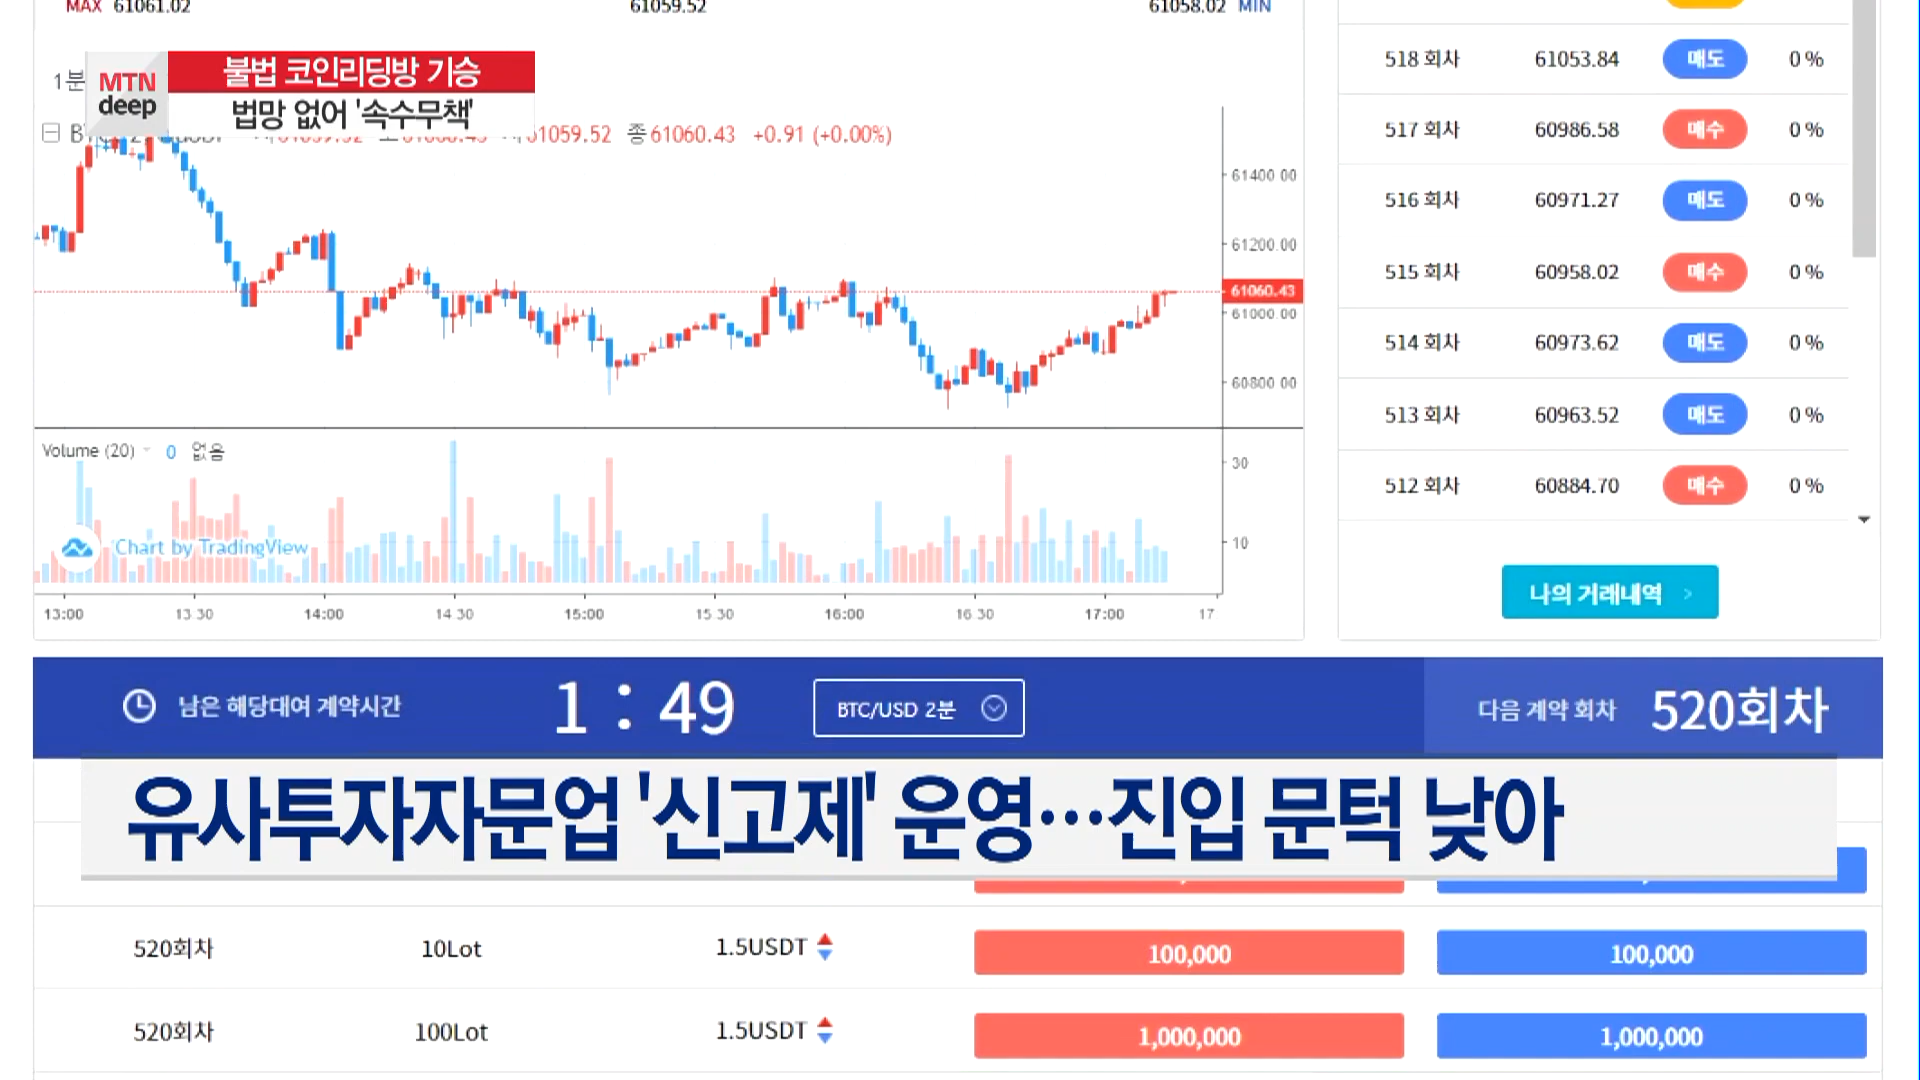 MAX 61061.02 61059.52 61058.02 MIN
1분
MTN
deep
불법 코인리딩방 기승
법망 없어 '속수무책'
61059.52 종 61060.43 +0.91 (+0.00%)
61400.00
61200.00
61060.43
61000.00
60800.00
Volume (20) 0 없음
30
10
Chart by TradingView
13:00 13:30 14:00 14:30 15:00 15:30 16:00 16:30 17:00 17
518 회차 61053.84 매도 0 %
517 회차 60986.58 매수 0 %
516 회차 60971.27 매도 0 %
515 회차 60958.02 매수 0 %
514 회차 60973.62 매도 0 %
513 회차 60963.52 매도 0 %
512 회차 60884.70 매수 0 %
나의 거래내역 >
남은 해당대여 계약시간 1 : 49 BTC/USD 2분 다음 계약 회차 520회차
유사투자자문업 '신고제' 운영…진입 문턱 낮아
520회차 10Lot 1.5USDT 100,000 100,000
520회차 100Lot 1.5USDT 1,000,000 1,000,000